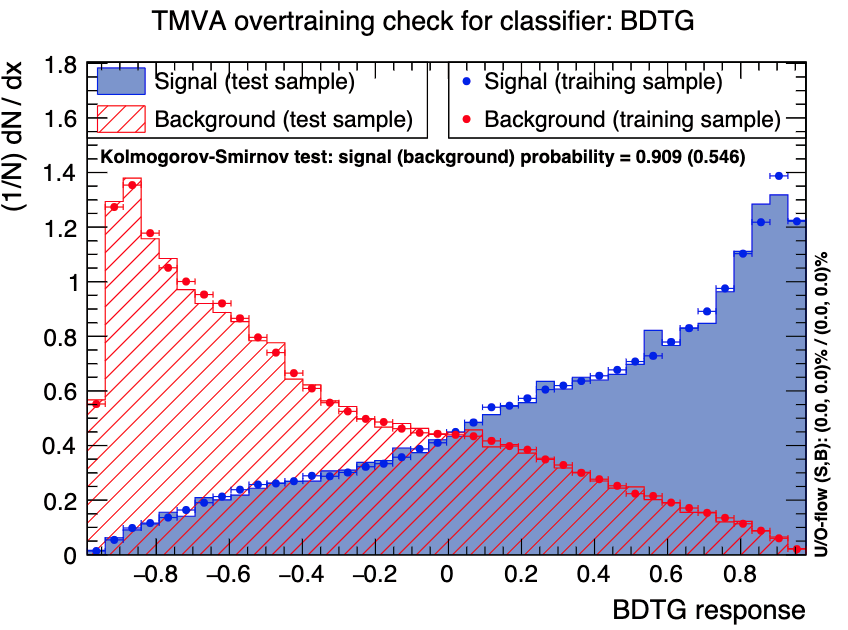 TMVA overtraining check for classifier: BDTG
(1/N) dN / dx
1.8
1.6
1.4
1.2
1
0.8
0.6
0.4
0.2
0
Signal (test sample)
Background (test sample)
Signal (training sample)
Background (training sample)
Kolmogorov-Smirnov test: signal (background) probability = 0.909 (0.546)
U/O-flow (S,B): (0.0, 0.0)% / (0.0, 0.0)%
−0.8 −0.6 −0.4 −0.2 0 0.2 0.4 0.6 0.8
BDTG response